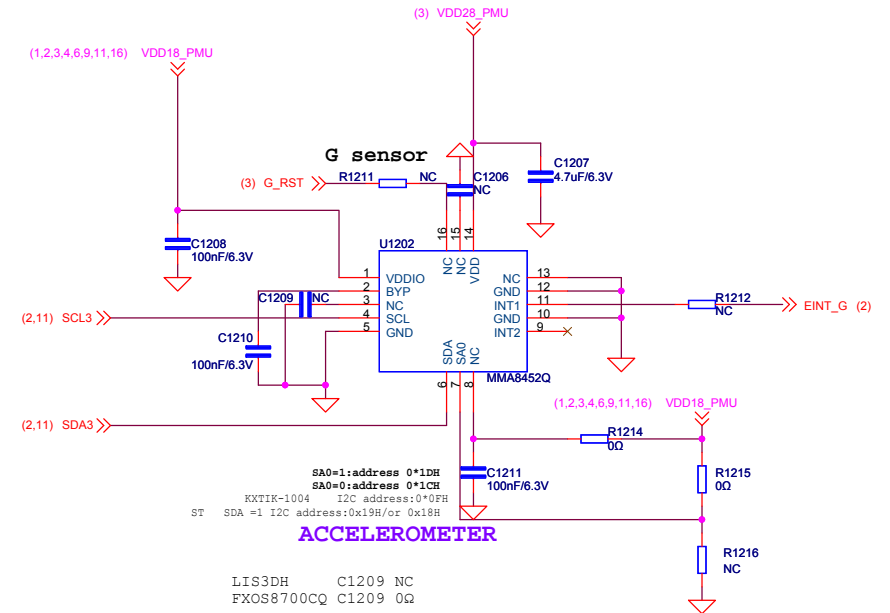 (3) VDD28_PMU
(1,2,3,4,6,9,11,16) VDD18_PMU
G sensor
C1207
4.7uF/6.3V
(3) G_RST
R1211 NC
C1206
NC
16
15
14
C1208
100nF/6.3V
U1202
NC
NC
VDD
1 VDDIO
2 BYP
3 NC
4 SCL
5 GND
NC 13
GND 12
INT1 11
GND 10
INT2 9
C1209 NC
R1212
NC
EINT_G (2)
(2,11) SCL3
C1210
100nF/6.3V
SDA
SA0
NC
MMA8452Q
6
7
8
(1,2,3,4,6,9,11,16) VDD18_PMU
(2,11) SDA3
R1214
0Ω
C1211
100nF/6.3V
R1215
0Ω
SA0=1:address 0*1DH
SA0=0:address 0*1CH
KXTIK-1004 I2C address:0*0FH
ST SDA =1 I2C address:0x19H/or 0x18H
ACCELEROMETER
R1216
NC
LIS3DH C1209 NC
FXOS8700CQ C1209 0Ω